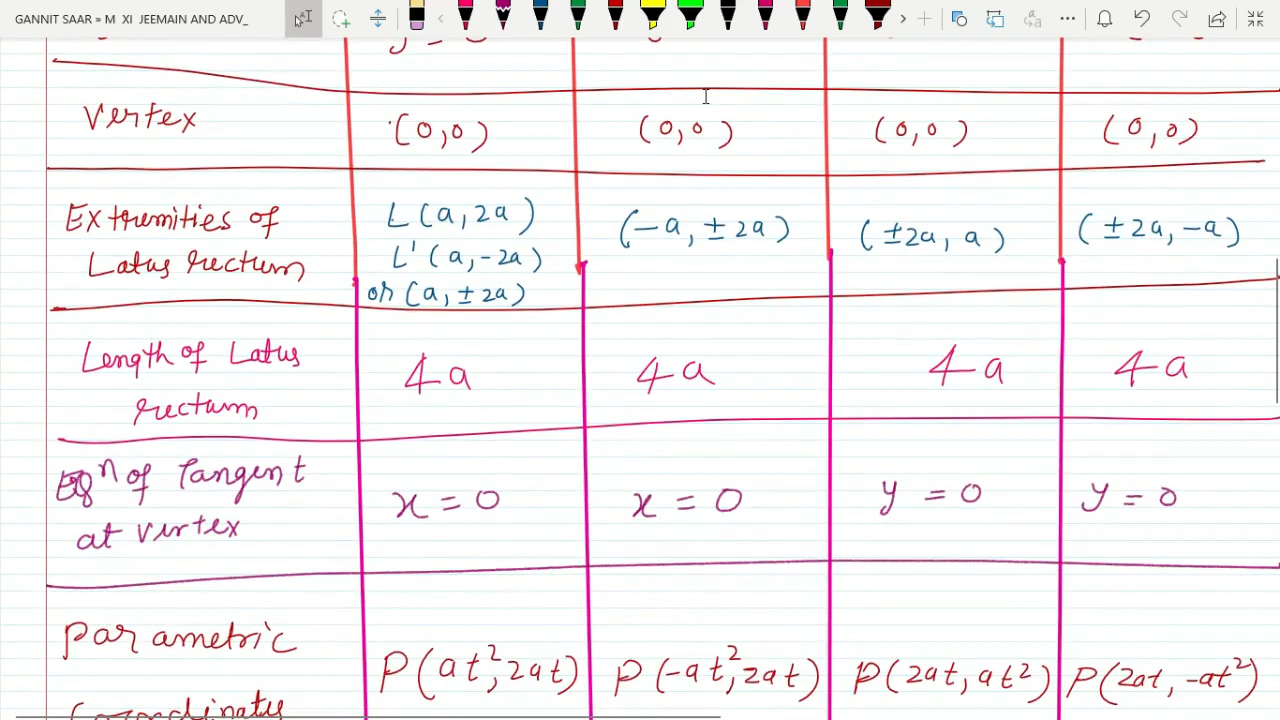 GANNIT SAAR » M XI JEEMAIN AND ADV_
Vertex (0,0) (0,0) (0,0) (0,0)
Extremities of L(a, 2a) (-a, ±2a) (±2a, a) (±2a, -a)
Latus rectum L'(a, -2a)
or (a, ±2a)
Length of Latus 4a 4a 4a 4a
rectum
Eqⁿ of Tangent x = 0 x = 0 y = 0 y = 0
at vertex
Parametric P(at², 2at) P(-at², 2at) P(2at, at²) P(2at, -at²)
Coordinates